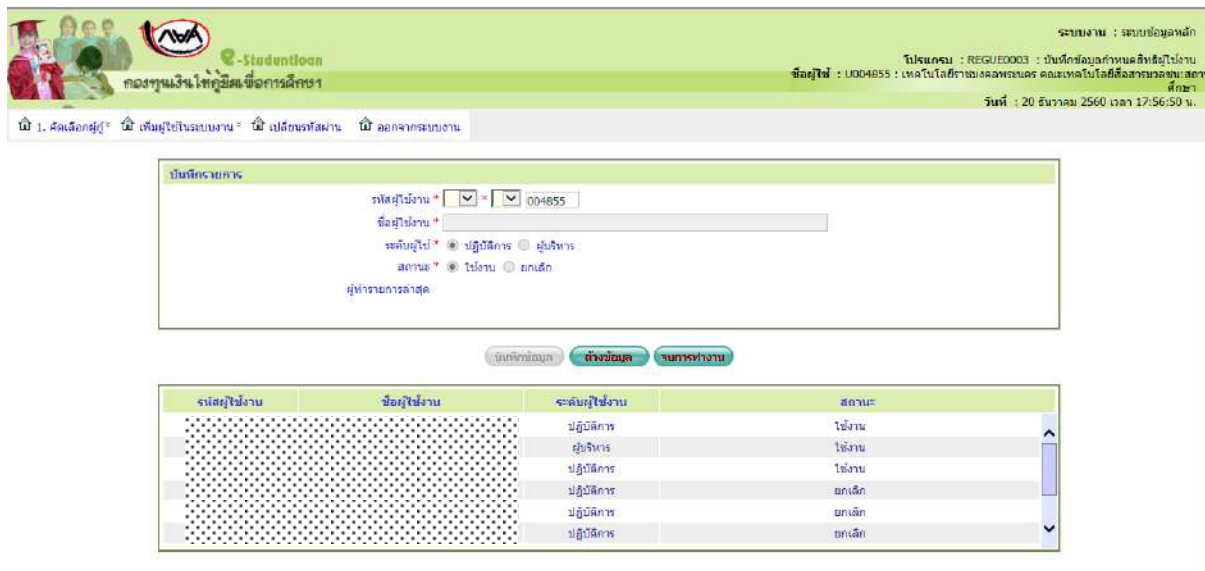 กยศ
e-Studentloan
กองทุนเงินให้กู้ยืมเพื่อการศึกษา
ระบบงาน : ระบบข้อมูลหลัก
โปรแกรม : REGUE0003 : บันทึกข้อมูลกำหนดสิทธิผู้ใช้งาน
ชื่อผู้ใช้ : U004855 : เทคโนโลยีราชมงคลพระนคร คณะเทคโนโลยีสื่อสารมวลชน: สถา
ศึกษา
วันที่ : 20 ธันวาคม 2560 เวลา 17:56:50 น.
1. คัดเลือกผู้กู้ เพิ่มผู้ใช้ในระบบงาน เปลี่ยนรหัสผ่าน ออกจากระบบงาน
บันทึกรายการ
รหัสผู้ใช้งาน * * 004855
ชื่อผู้ใช้งาน *
ระดับผู้ใช้ * ปฏิบัติการ ผู้บริหาร
สถานะ * ใช้งาน ยกเลิก
ผู้ทำรายการล่าสุด
บันทึกข้อมูล ล้างข้อมูล จบการทำงาน
รหัสผู้ใช้งาน ชื่อผู้ใช้งาน ระดับผู้ใช้งาน สถานะ
ปฏิบัติการ ใช้งาน
ผู้บริหาร ใช้งาน
ปฏิบัติการ ใช้งาน
ปฏิบัติการ ยกเลิก
ปฏิบัติการ ยกเลิก
ปฏิบัติการ ยกเลิก